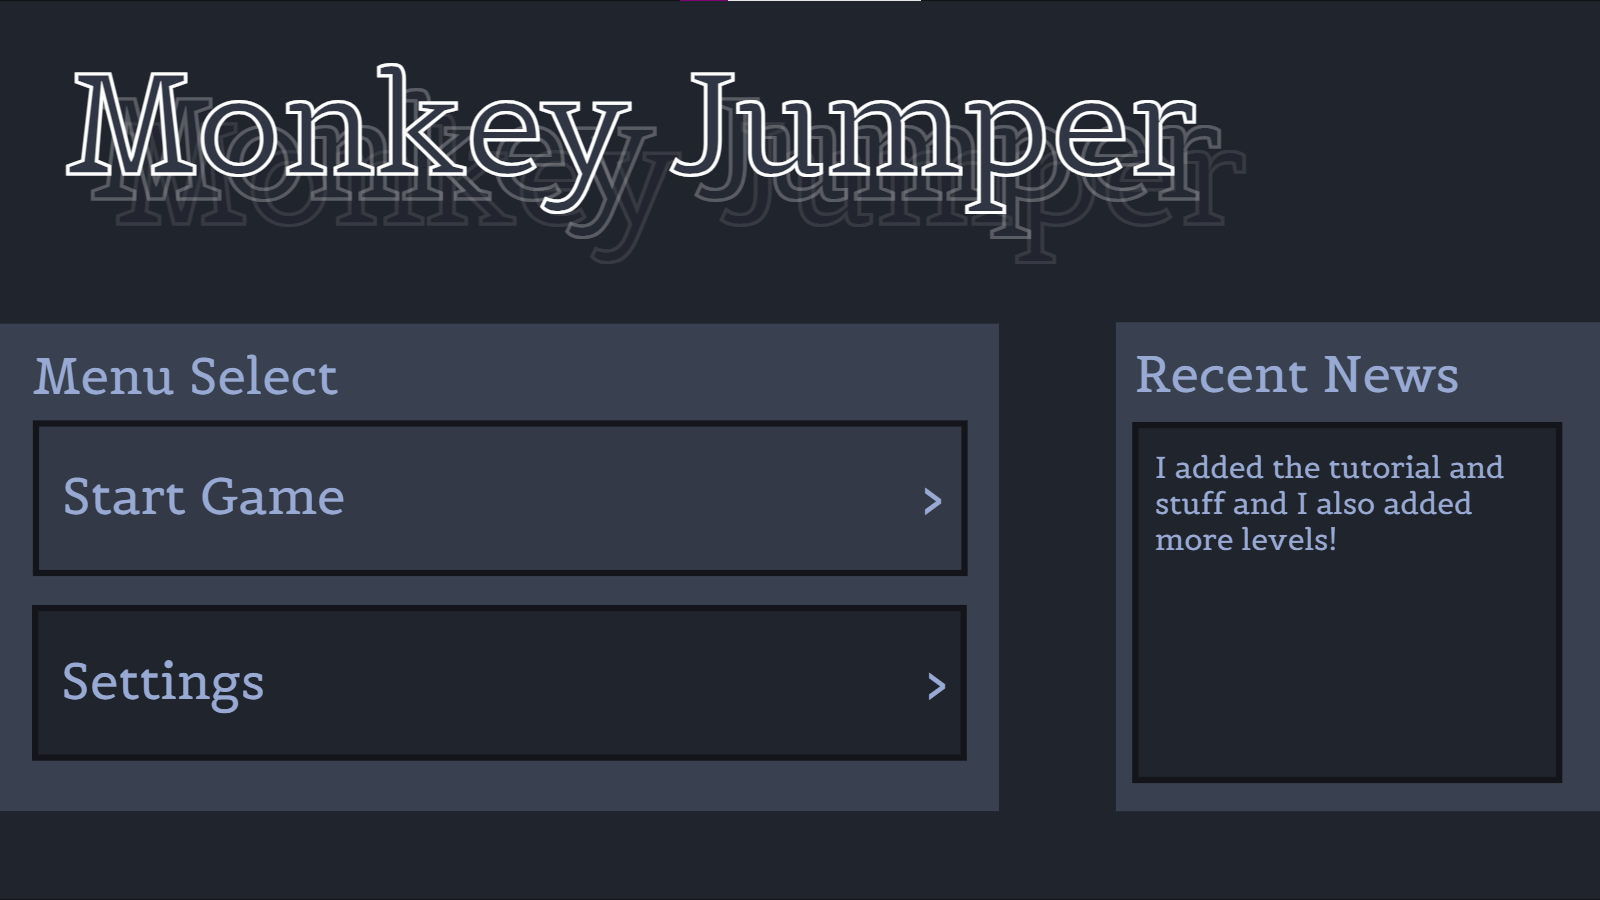 Monkey Jumper
Menu Select
Start Game >
Settings >
Recent News
I added the tutorial and
stuff and I also added
more levels!